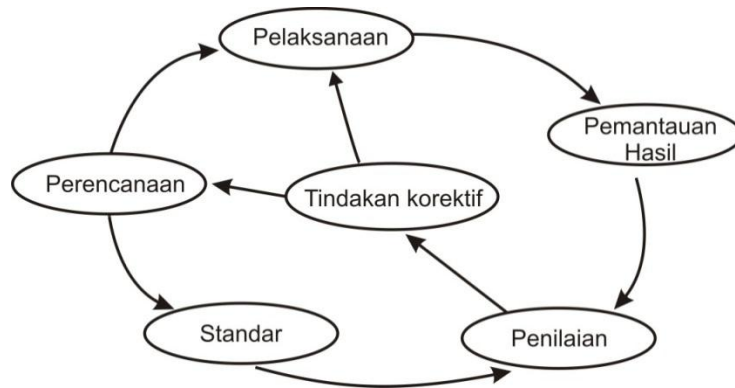 Pelaksanaan
Pemantauan
Hasil
Perencanaan
Tindakan korektif
Standar
Penilaian